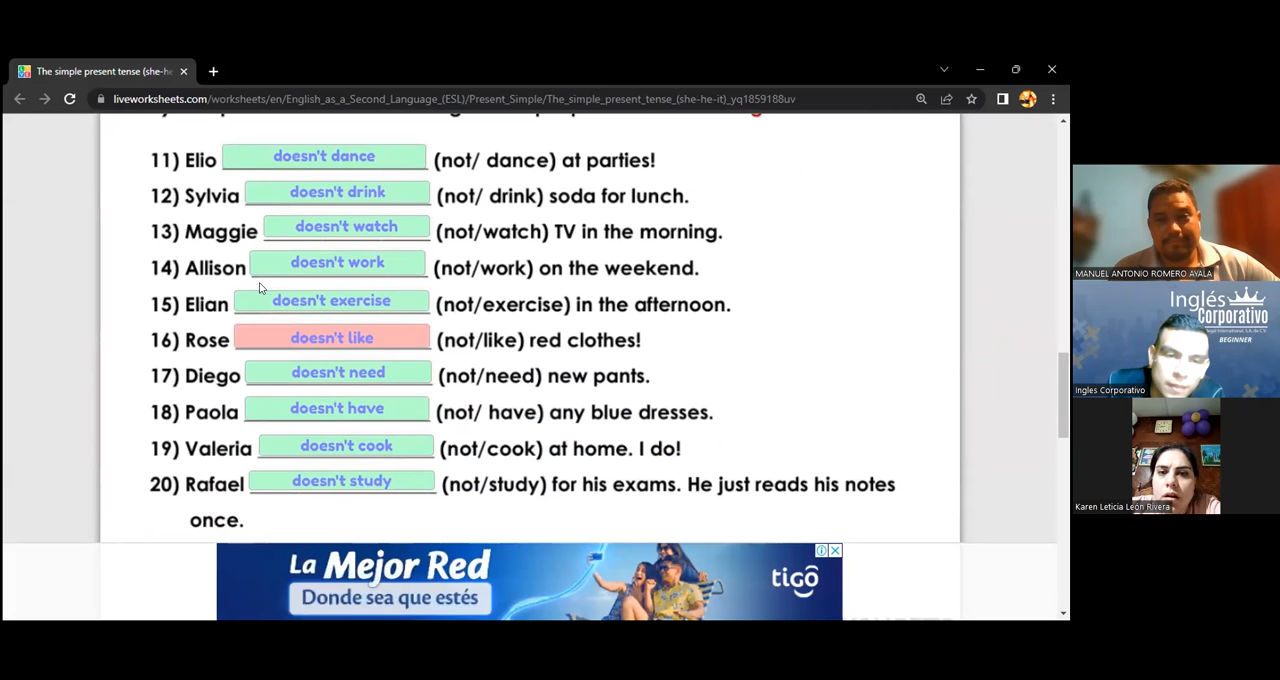 The simple present tense (she-he
liveworksheets.com/worksheets/en/English_as_a_Second_Language_(ESL)/Present_Simple/The_simple_present_tense_(she-he-it)_yq1859188uv
11) Elio doesn't dance (not/ dance) at parties!
12) Sylvia doesn't drink (not/ drink) soda for lunch.
13) Maggie doesn't watch (not/watch) TV in the morning.
14) Allison doesn't work (not/work) on the weekend.
15) Elian doesn't exercise (not/exercise) in the afternoon.
16) Rose doesn't like (not/like) red clothes!
17) Diego doesn't need (not/need) new pants.
18) Paola doesn't have (not/ have) any blue dresses.
19) Valeria doesn't cook (not/cook) at home. I do!
20) Rafael doesn't study (not/study) for his exams. He just reads his notes
once.
La Mejor Red
Donde sea que estés
tigo
MANUEL ANTONIO ROMERO AYALA
Inglés
Corporativo
BEGINNER
Ingles Corporativo
Karen Leticia León Rivera